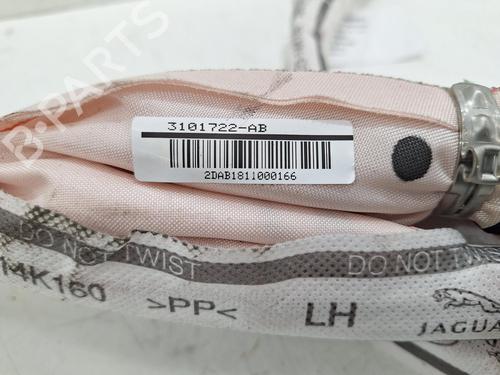 B-PARTS
3101722-AB
2DAB1811000166
DO NOT TWIST
DO NOT TWIST
14K160
>PP<
LH
JAGUA